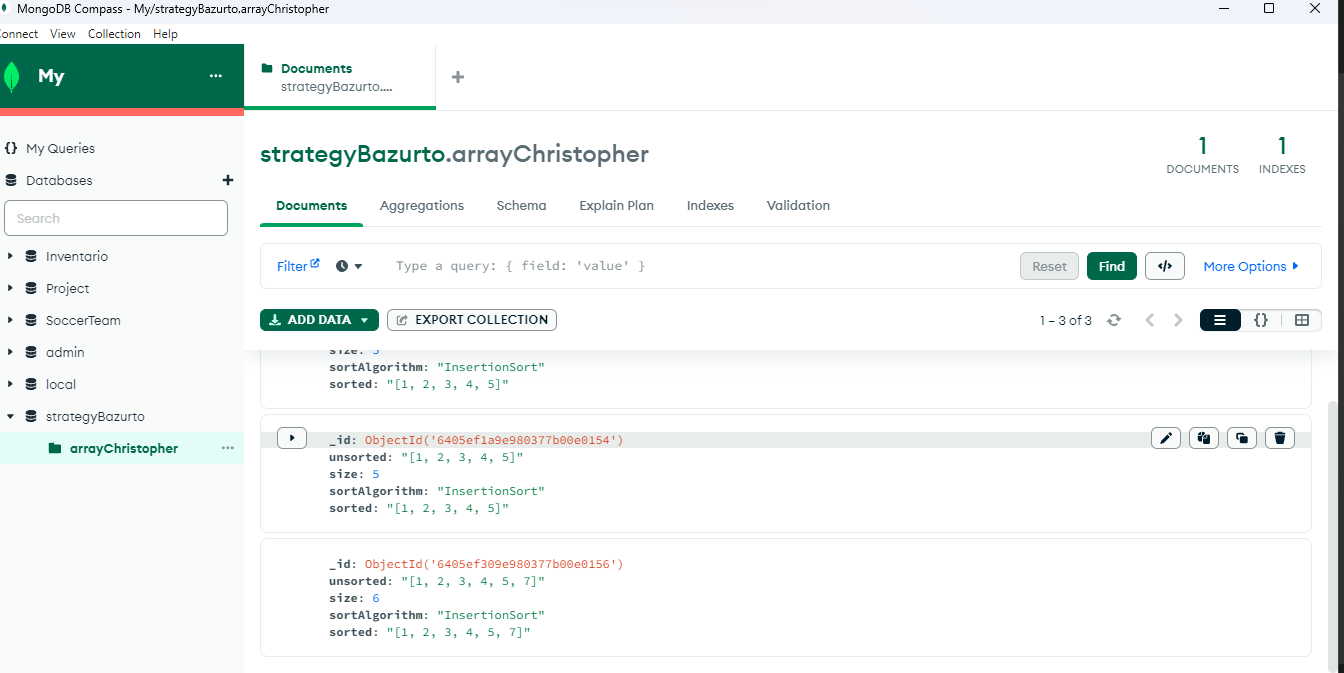 MongoDB Compass - My/strategyBazurto.arrayChristopher
Connect View Collection Help
My
Documents
strategyBazurto....
My Queries
Databases
Search
Inventario
Project
SoccerTeam
admin
local
strategyBazurto
arrayChristopher
strategyBazurto.arrayChristopher
1 DOCUMENTS
1 INDEXES
Documents Aggregations Schema Explain Plan Indexes Validation
Filter Type a query: { field: 'value' } Reset Find </> More Options
ADD DATA EXPORT COLLECTION 1 – 3 of 3 {}
size: 5
sortAlgorithm: "InsertionSort"
sorted: "[1, 2, 3, 4, 5]"
_id: ObjectId('6405ef1a9e980377b00e0154')
unsorted: "[1, 2, 3, 4, 5]"
size: 5
sortAlgorithm: "InsertionSort"
sorted: "[1, 2, 3, 4, 5]"
_id: ObjectId('6405ef309e980377b00e0156')
unsorted: "[1, 2, 3, 4, 5, 7]"
size: 6
sortAlgorithm: "InsertionSort"
sorted: "[1, 2, 3, 4, 5, 7]"